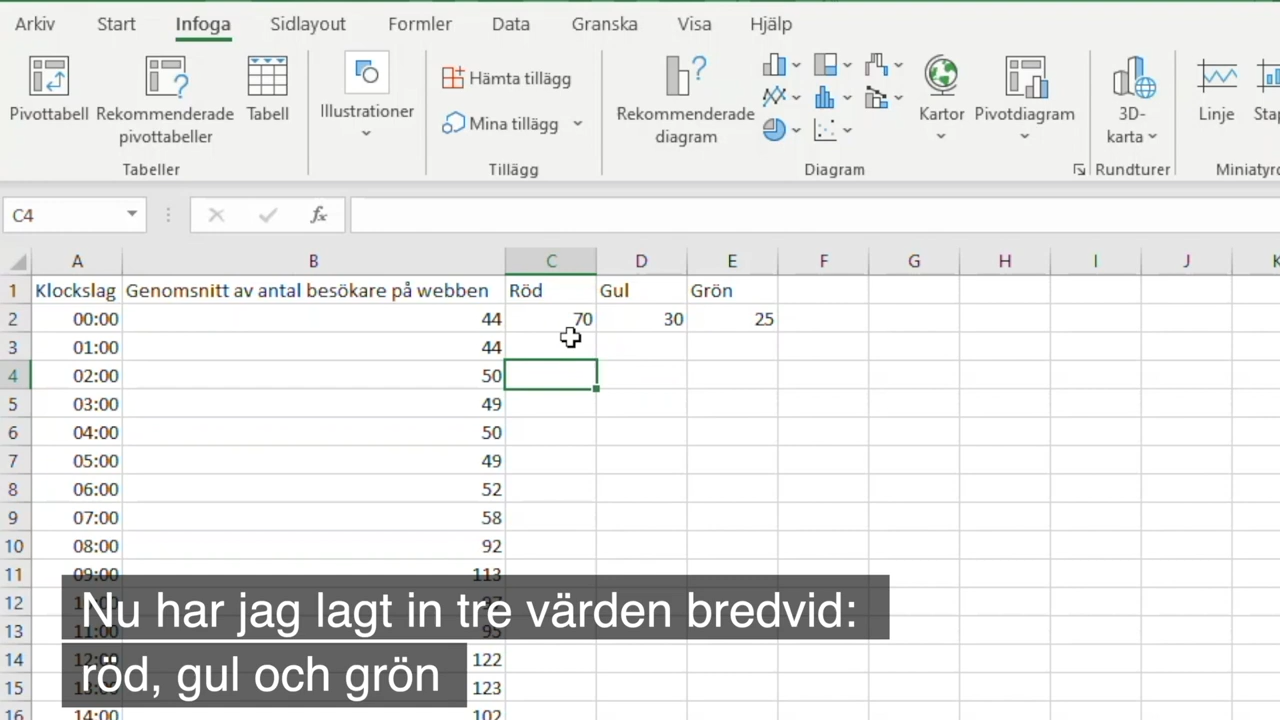 Arkiv Start Infoga Sidlayout Formler Data Granska Visa Hjälp
Pivottabell Rekommenderade pivottabeller Tabell
Illustrationer
Hämta tillägg
Mina tillägg
Rekommenderade diagram
Kartor Pivotdiagram
3D-karta
Linje
Tabeller Tillägg Diagram Rundturer
C4 fx
A B C D E F G H I J K
1 Klockslag Genomsnitt av antal besökare på webben Röd Gul Grön
2 00:00 44 70 30 25
3 01:00 44
4 02:00 50
5 03:00 49
6 04:00 50
7 05:00 49
8 06:00 52
9 07:00 58
10 08:00 92
11 09:00 113
12
13 11:00 95
14 12:00 122
15 13:00 123
16 14:00 102
Nu har jag lagt in tre värden bredvid:
röd, gul och grön